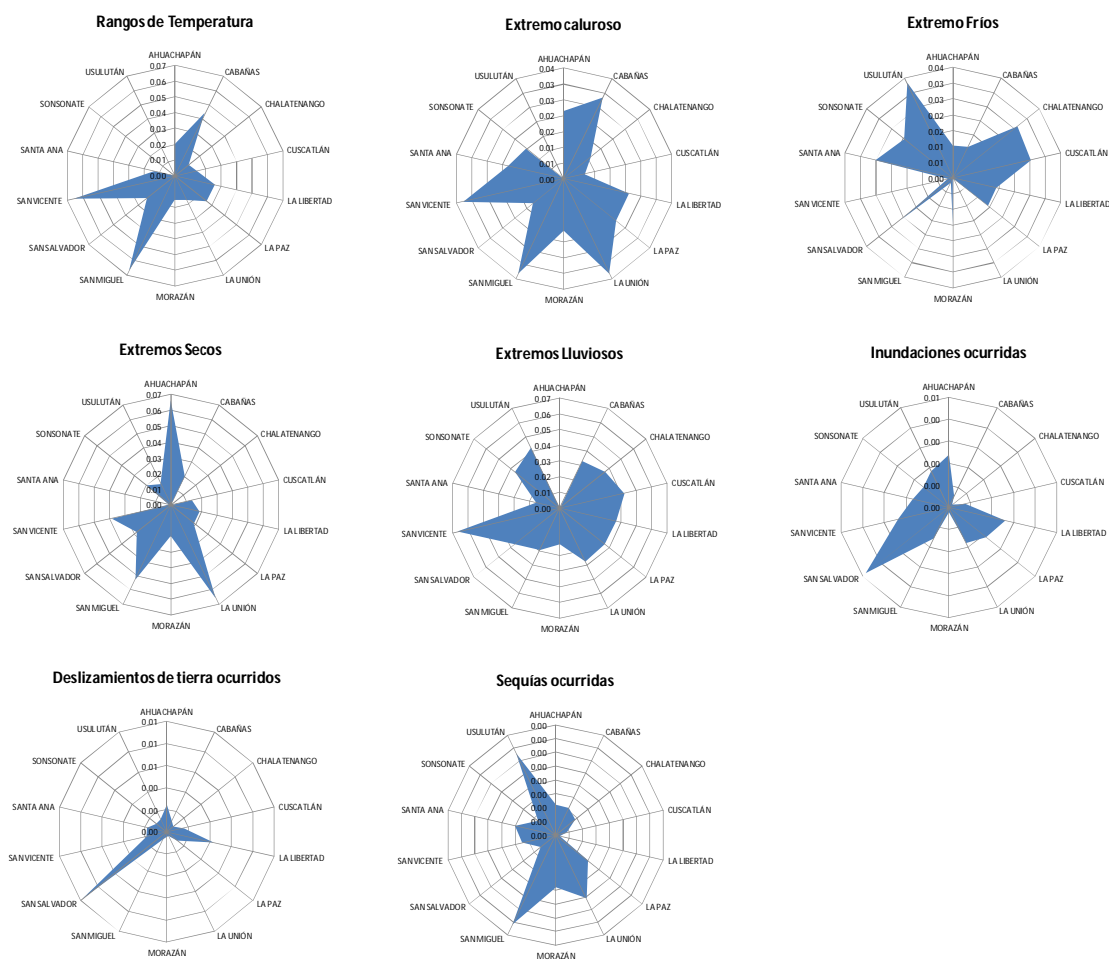 Rangos de Temperatura
AHUACHAPÁN
CABAÑAS
CHALATENANGO
CUSCATLÁN
LA LIBERTAD
LA PAZ
LA UNIÓN
MORAZÁN
SAN MIGUEL
SAN SALVADOR
SAN VICENTE
SANTA ANA
SONSONATE
USULUTÁN
0.07
0.06
0.05
0.04
0.03
0.02
0.01
0.00
Extremo caluroso
AHUACHAPÁN
CABAÑAS
CHALATENANGO
CUSCATLÁN
LA LIBERTAD
LA PAZ
LA UNIÓN
MORAZÁN
SAN MIGUEL
SAN SALVADOR
SAN VICENTE
SANTA ANA
SONSONATE
USULUTÁN
0.04
0.03
0.03
0.02
0.02
0.01
0.01
0.00
Extremo Fríos
AHUACHAPÁN
CABAÑAS
CHALATENANGO
CUSCATLÁN
LA LIBERTAD
LA PAZ
LA UNIÓN
MORAZÁN
SAN MIGUEL
SAN SALVADOR
SAN VICENTE
SANTA ANA
SONSONATE
USULUTÁN
0.04
0.03
0.03
0.02
0.02
0.01
0.01
0.00
Extremos Secos
AHUACHAPÁN
CABAÑAS
CHALATENANGO
CUSCATLÁN
LA LIBERTAD
LA PAZ
LA UNIÓN
MORAZÁN
SAN MIGUEL
SAN SALVADOR
SAN VICENTE
SANTA ANA
SONSONATE
USULUTÁN
0.07
0.06
0.05
0.04
0.03
0.02
0.01
0.00
Extremos Lluviosos
AHUACHAPÁN
CABAÑAS
CHALATENANGO
CUSCATLÁN
LA LIBERTAD
LA PAZ
LA UNIÓN
MORAZÁN
SAN MIGUEL
SAN SALVADOR
SAN VICENTE
SANTA ANA
SONSONATE
USULUTÁN
0.07
0.06
0.05
0.04
0.03
0.02
0.01
0.00
Inundaciones ocurridas
AHUACHAPÁN
CABAÑAS
CHALATENANGO
CUSCATLÁN
LA LIBERTAD
LA PAZ
LA UNIÓN
MORAZÁN
SAN MIGUEL
SAN SALVADOR
SAN VICENTE
SANTA ANA
SONSONATE
USULUTÁN
0.01
0.00
0.00
0.00
0.00
0.00
Deslizamientos de tierra ocurridos
AHUACHAPÁN
CABAÑAS
CHALATENANGO
CUSCATLÁN
LA LIBERTAD
LA PAZ
LA UNIÓN
MORAZÁN
SAN MIGUEL
SAN SALVADOR
SAN VICENTE
SANTA ANA
SONSONATE
USULUTÁN
0.01
0.01
0.00
0.00
0.00
0.00
Sequías ocurridas
AHUACHAPÁN
CABAÑAS
CHALATENANGO
CUSCATLÁN
LA LIBERTAD
LA PAZ
LA UNIÓN
MORAZÁN
SAN MIGUEL
SAN SALVADOR
SAN VICENTE
SANTA ANA
SONSONATE
USULUTÁN
0.00
0.00
0.00
0.00
0.00
0.00
0.00
0.00
0.00